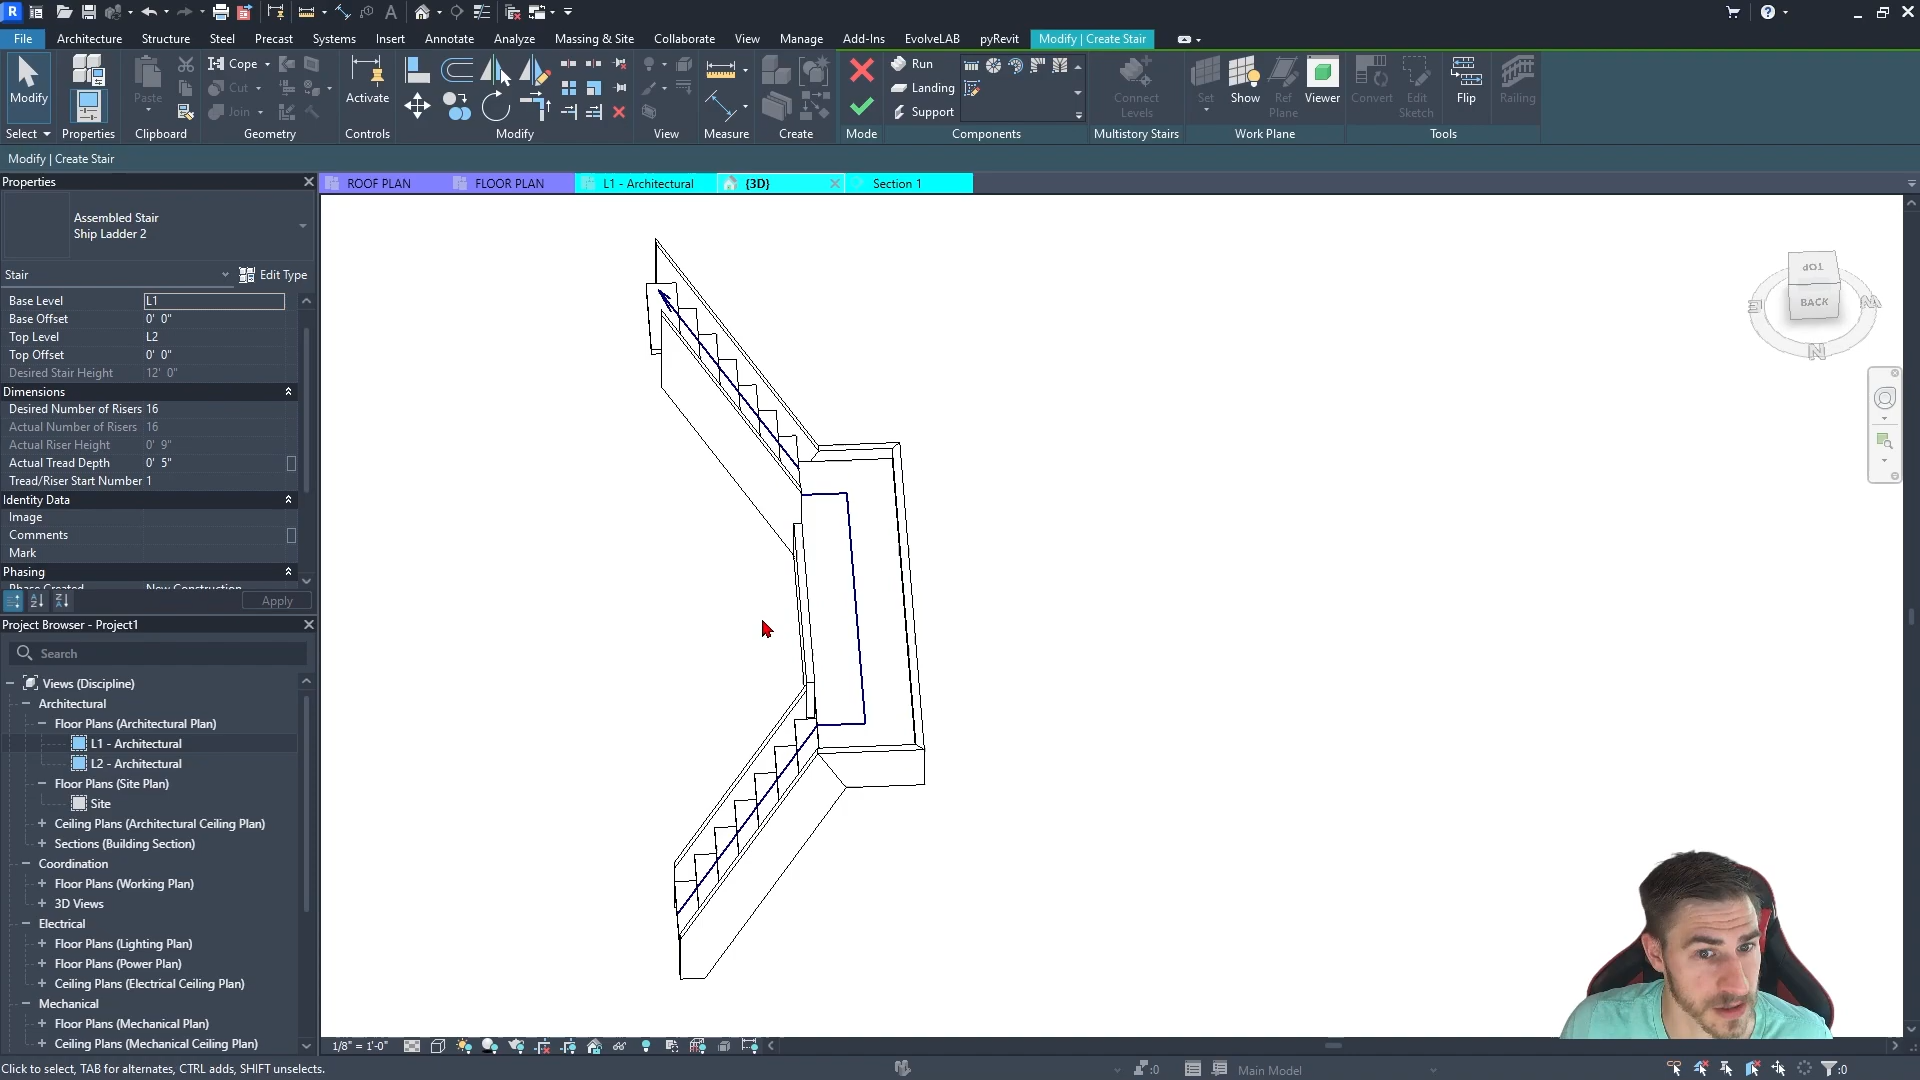 File Architecture Structure Steel Precast Systems Insert Annotate Analyze Massing & Site Collaborate View Manage Add-Ins EvolveLAB pyRevit Modify | Create Stair
Modify
Select
Properties
Paste
Clipboard
Cope
Cut
Join
Geometry
Activate
Controls
Modify
View
Measure
Create
Mode
Run
Landing
Support
Components
Connect
Levels
Multistory Stairs
Set
Show
Ref
Plane
Viewer
Work Plane
Convert
Edit
Sketch
Flip
Railing
Tools
Modify | Create Stair
Properties
ROOF PLAN
FLOOR PLAN
L1 - Architectural
{3D}
Section 1
Assembled Stair
Ship Ladder 2
Stair
Edit Type
Base Level L1
Base Offset 0' 0"
Top Level L2
Top Offset 0' 0"
Desired Stair Height 12' 0"
Dimensions
Desired Number of Risers 16
Actual Number of Risers 16
Actual Riser Height 0' 9"
Actual Tread Depth 0' 5"
Tread/Riser Start Number 1
Identity Data
Image
Comments
Mark
Phasing
Phase Created New Construction
Apply
Project Browser - Project1
Search
Views (Discipline)
Architectural
Floor Plans (Architectural Plan)
L1 - Architectural
L2 - Architectural
Floor Plans (Site Plan)
Site
Ceiling Plans (Architectural Ceiling Plan)
Sections (Building Section)
Coordination
Floor Plans (Working Plan)
3D Views
Electrical
Floor Plans (Lighting Plan)
Floor Plans (Power Plan)
Ceiling Plans (Electrical Ceiling Plan)
Mechanical
Floor Plans (Mechanical Plan)
Ceiling Plans (Mechanical Ceiling Plan)
TOP
BACK
E
W
N
1/8" = 1'-0"
Click to select, TAB for alternates, CTRL adds, SHIFT unselects.
:0
Main Model
:0